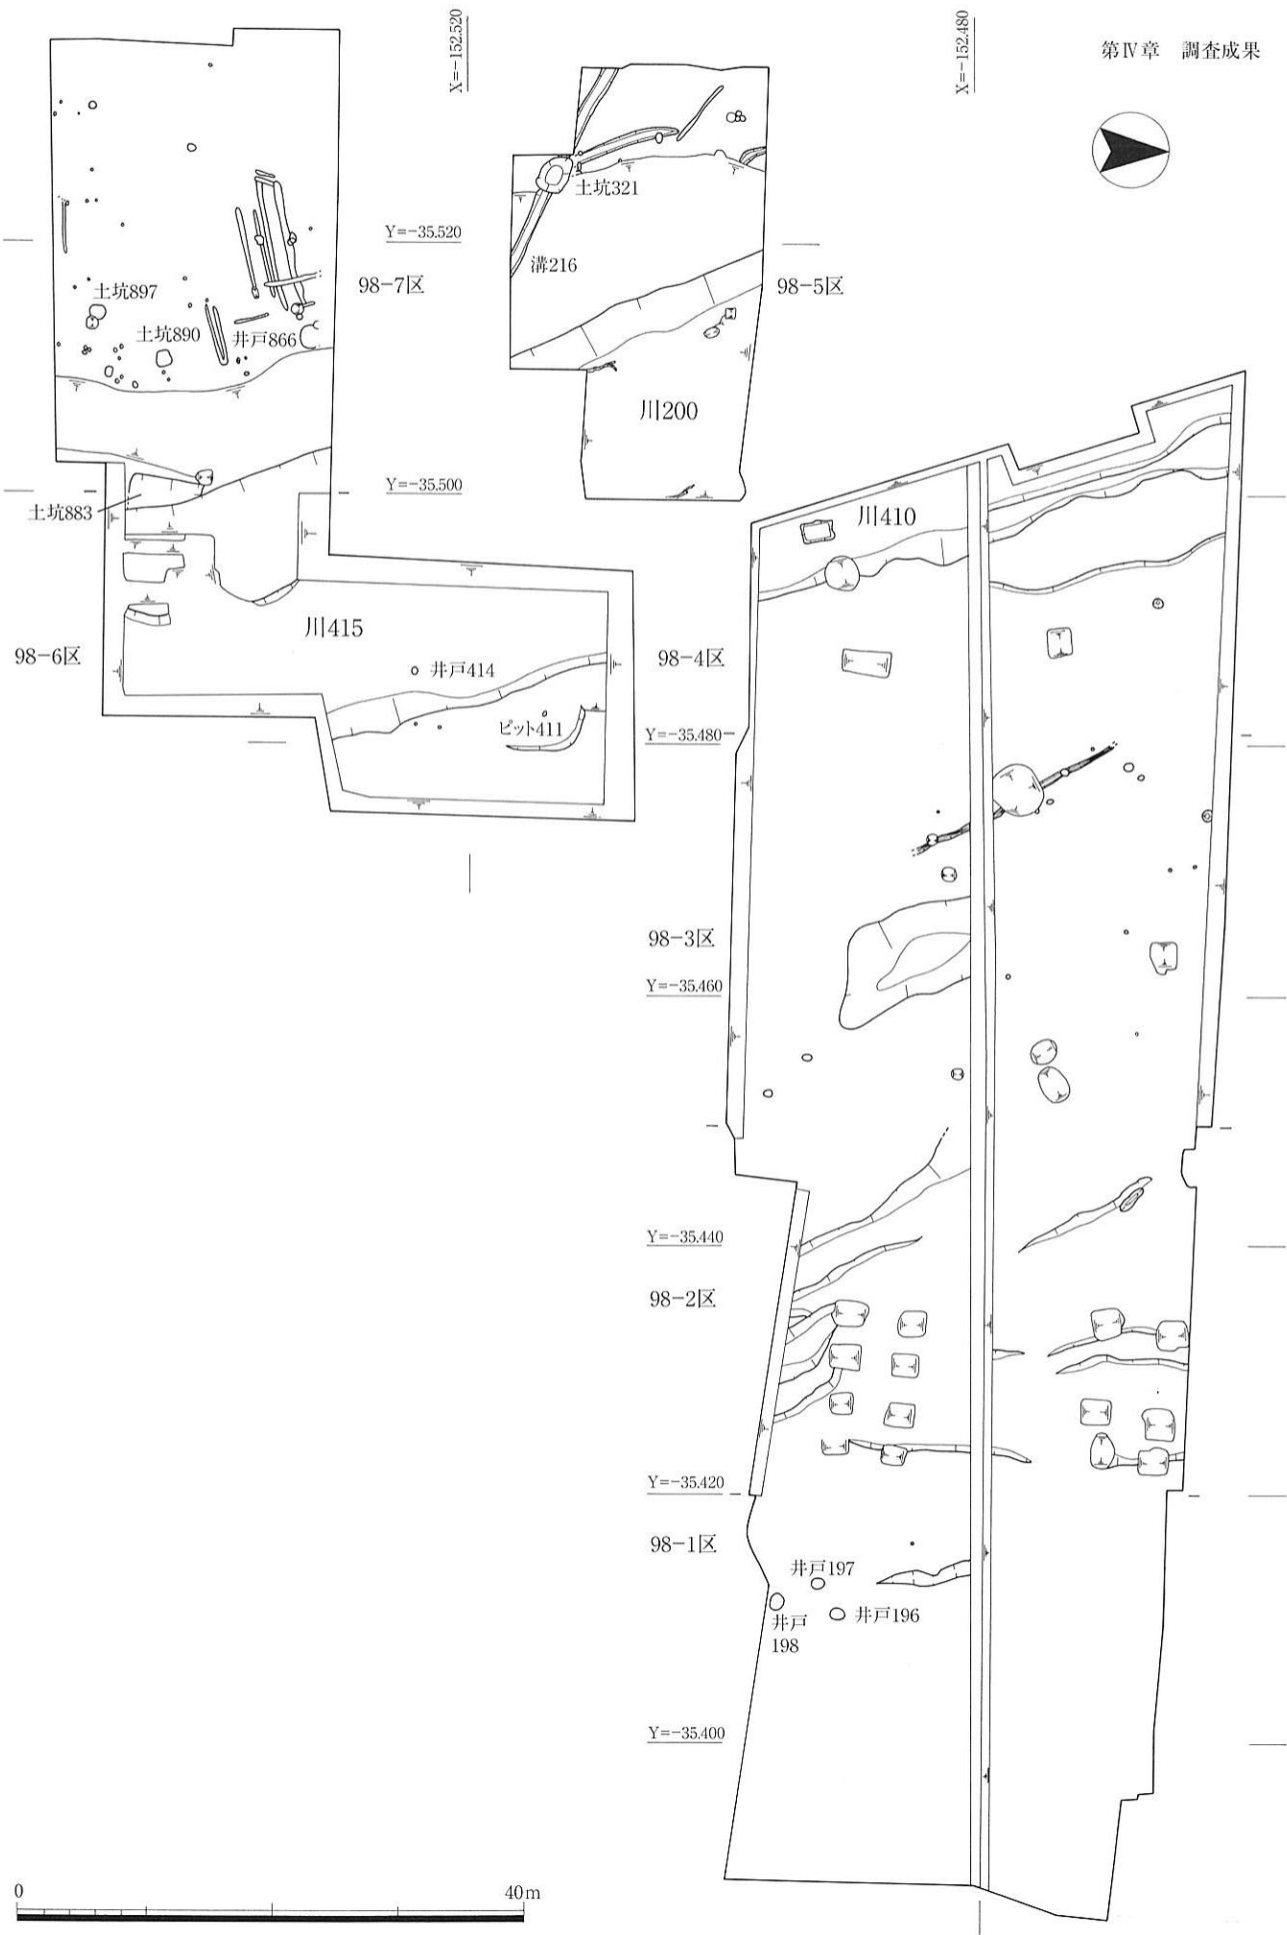 第Ⅳ章 調査成果
X=-152.520
X=-152.480
Y=-35.520
98-7区
土坑897
土坑890
井戸866
土坑321
溝216
98-5区
川200
Y=-35.500
土坑883
川415
98-6区
井戸414
ピット411
川410
98-4区
Y=-35.480
98-3区
Y=-35.460
Y=-35.440
98-2区
Y=-35.420
98-1区
井戸197
井戸196
井戸
198
Y=-35.400
0
40m